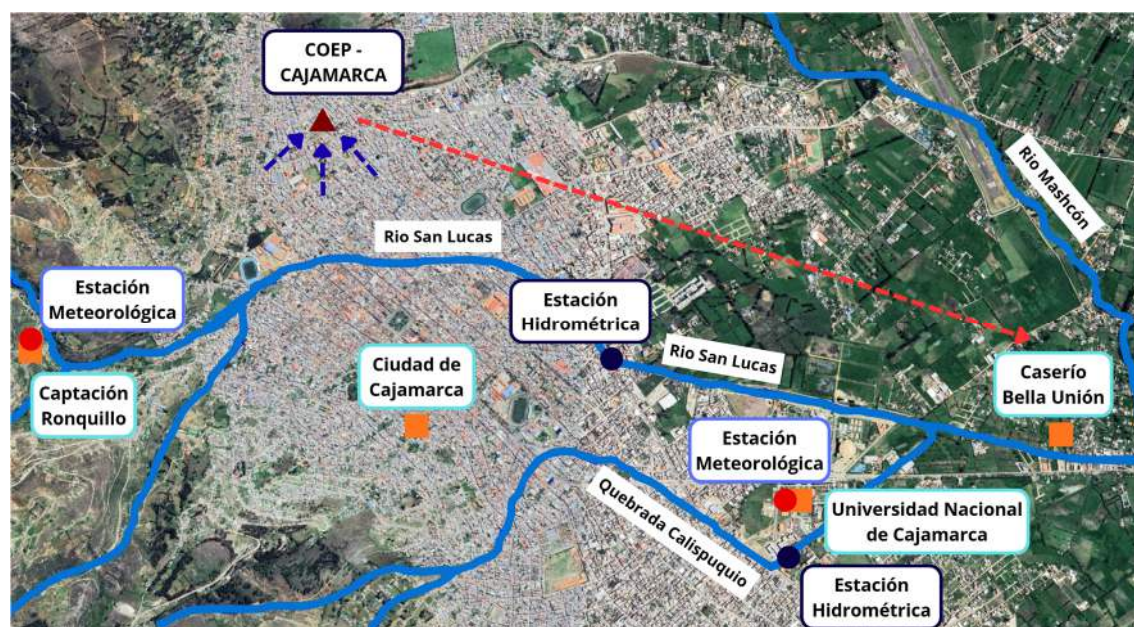 COEP -
CAJAMARCA
Rio Mashcón
Rio San Lucas
Estación
Meteorológica
Estación
Hidrométrica
Captación
Ronquillo
Ciudad de
Cajamarca
Rio San Lucas
Caserío
Bella Unión
Estación
Meteorológica
Quebrada Calispuquio
Universidad Nacional
de Cajamarca
Estación
Hidrométrica